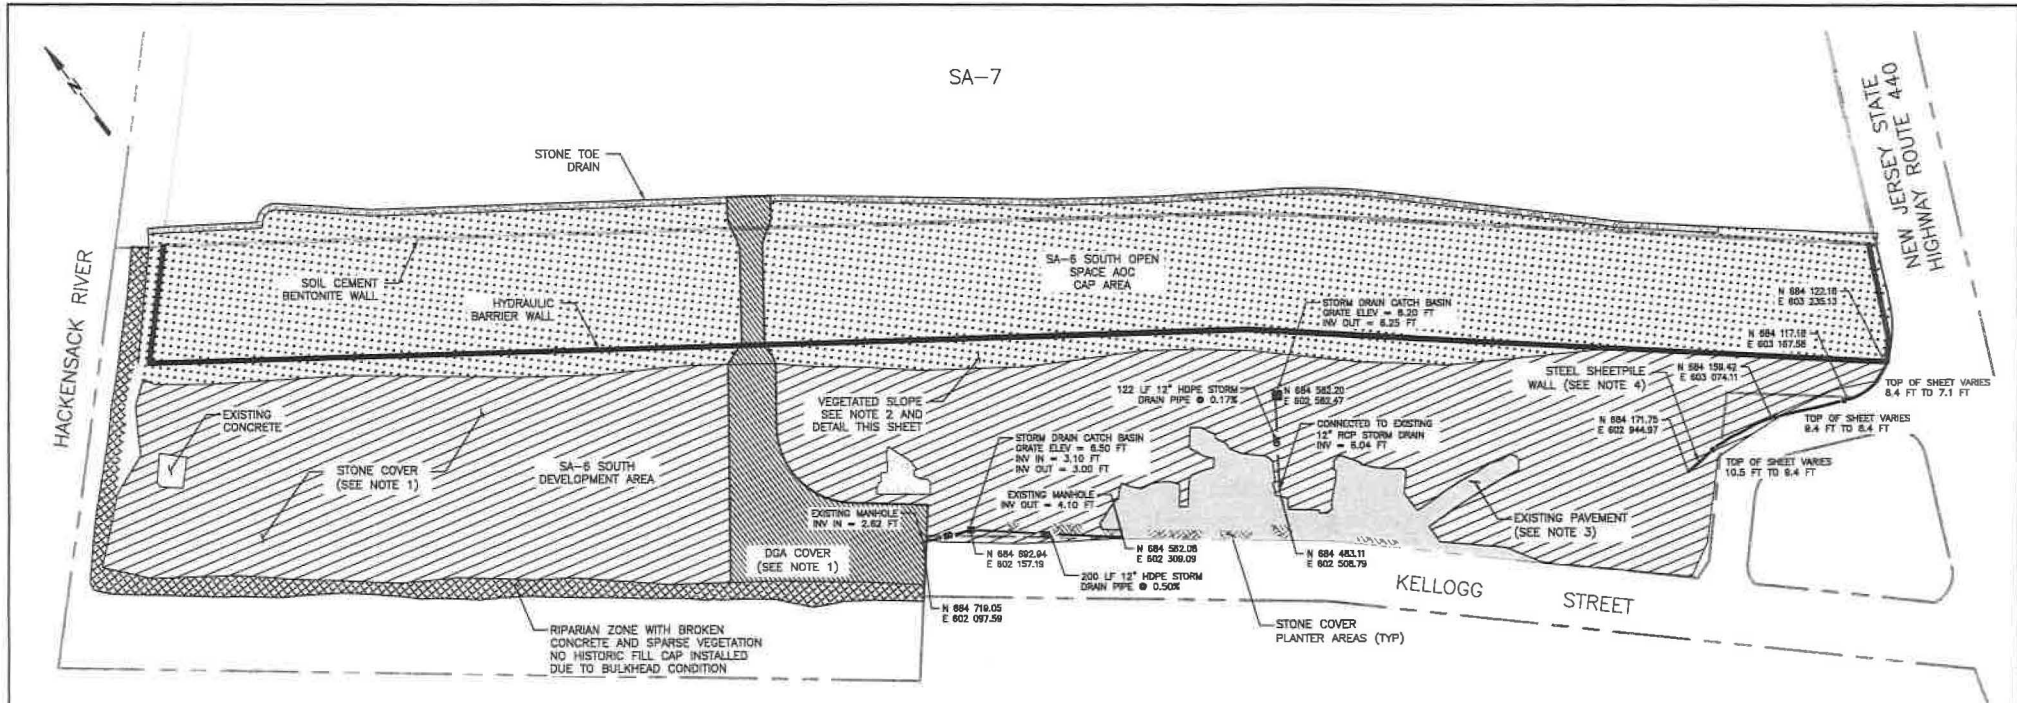 SA-7
N
NEW JERSEY STATE
HIGHWAY ROUTE 440
STONE TOE
DRAIN
HACKENSACK RIVER
SOIL CEMENT
BENTONITE WALL
HYDRAULIC
BARRIER WALL
SA-6 SOUTH OPEN
SPACE AOC
CAP AREA
STORM DRAIN CATCH BASIN
GRATE ELEV = 8.20 FT
INV OUT = 6.25 FT
N 684 122.16
E 603 235.13
N 684 117.18
E 603 167.58
STEEL SHEETPILE
WALL (SEE NOTE 4)
N 684 159.42
E 603 074.11
TOP OF SHEET VARIES
8.4 FT TO 7.1 FT
122 LF 12" HDPE STORM
DRAIN PIPE @ 0.17%
N 684 582.20
E 602 582.47
VEGETATED SLOPE
SEE NOTE 2 AND
DETAIL THIS SHEET
EXISTING
CONCRETE
N 684 171.75
E 602 944.97
TOP OF SHEET VARIES
9.4 FT TO 8.4 FT
CONNECTED TO EXISTING
12" RCP STORM DRAIN
INV = 6.04 FT
STORM DRAIN CATCH BASIN
GRATE ELEV = 6.50 FT
INV IN = 3.10 FT
INV OUT = 3.00 FT
TOP OF SHEET VARIES
10.5 FT TO 9.4 FT
STONE COVER
(SEE NOTE 1)
SA-6 SOUTH
DEVELOPMENT AREA
EXISTING MANHOLE
INV OUT = 4.10 FT
EXISTING MANHOLE
INV IN = 2.62 FT
EXISTING PAVEMENT
(SEE NOTE 3)
DGA COVER
(SEE NOTE 1)
N 684 692.94
E 602 157.19
N 684 562.08
E 602 309.09
N 684 483.11
E 602 508.79
200 LF 12" HDPE STORM
DRAIN PIPE @ 0.50%
KELLOGG STREET
N 684 719.05
E 602 097.59
STONE COVER
PLANTER AREAS (TYP)
RIPARIAN ZONE WITH BROKEN
CONCRETE AND SPARSE VEGETATION
NO HISTORIC FILL CAP INSTALLED
DUE TO BULKHEAD CONDITION